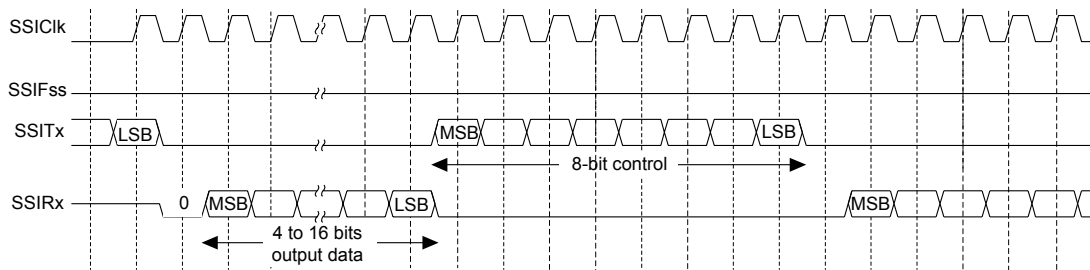 SSIClk
SSIFss
SSITx
LSB
MSB
LSB
8-bit control
SSIRx
0
MSB
LSB
MSB
4 to 16 bits
output data